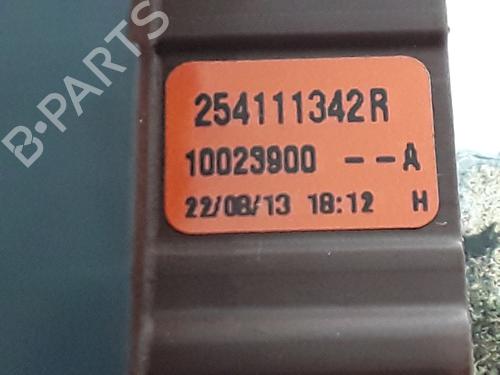 B-PARTS
254111342R
10023900 --A
22/08/13 18:12 H